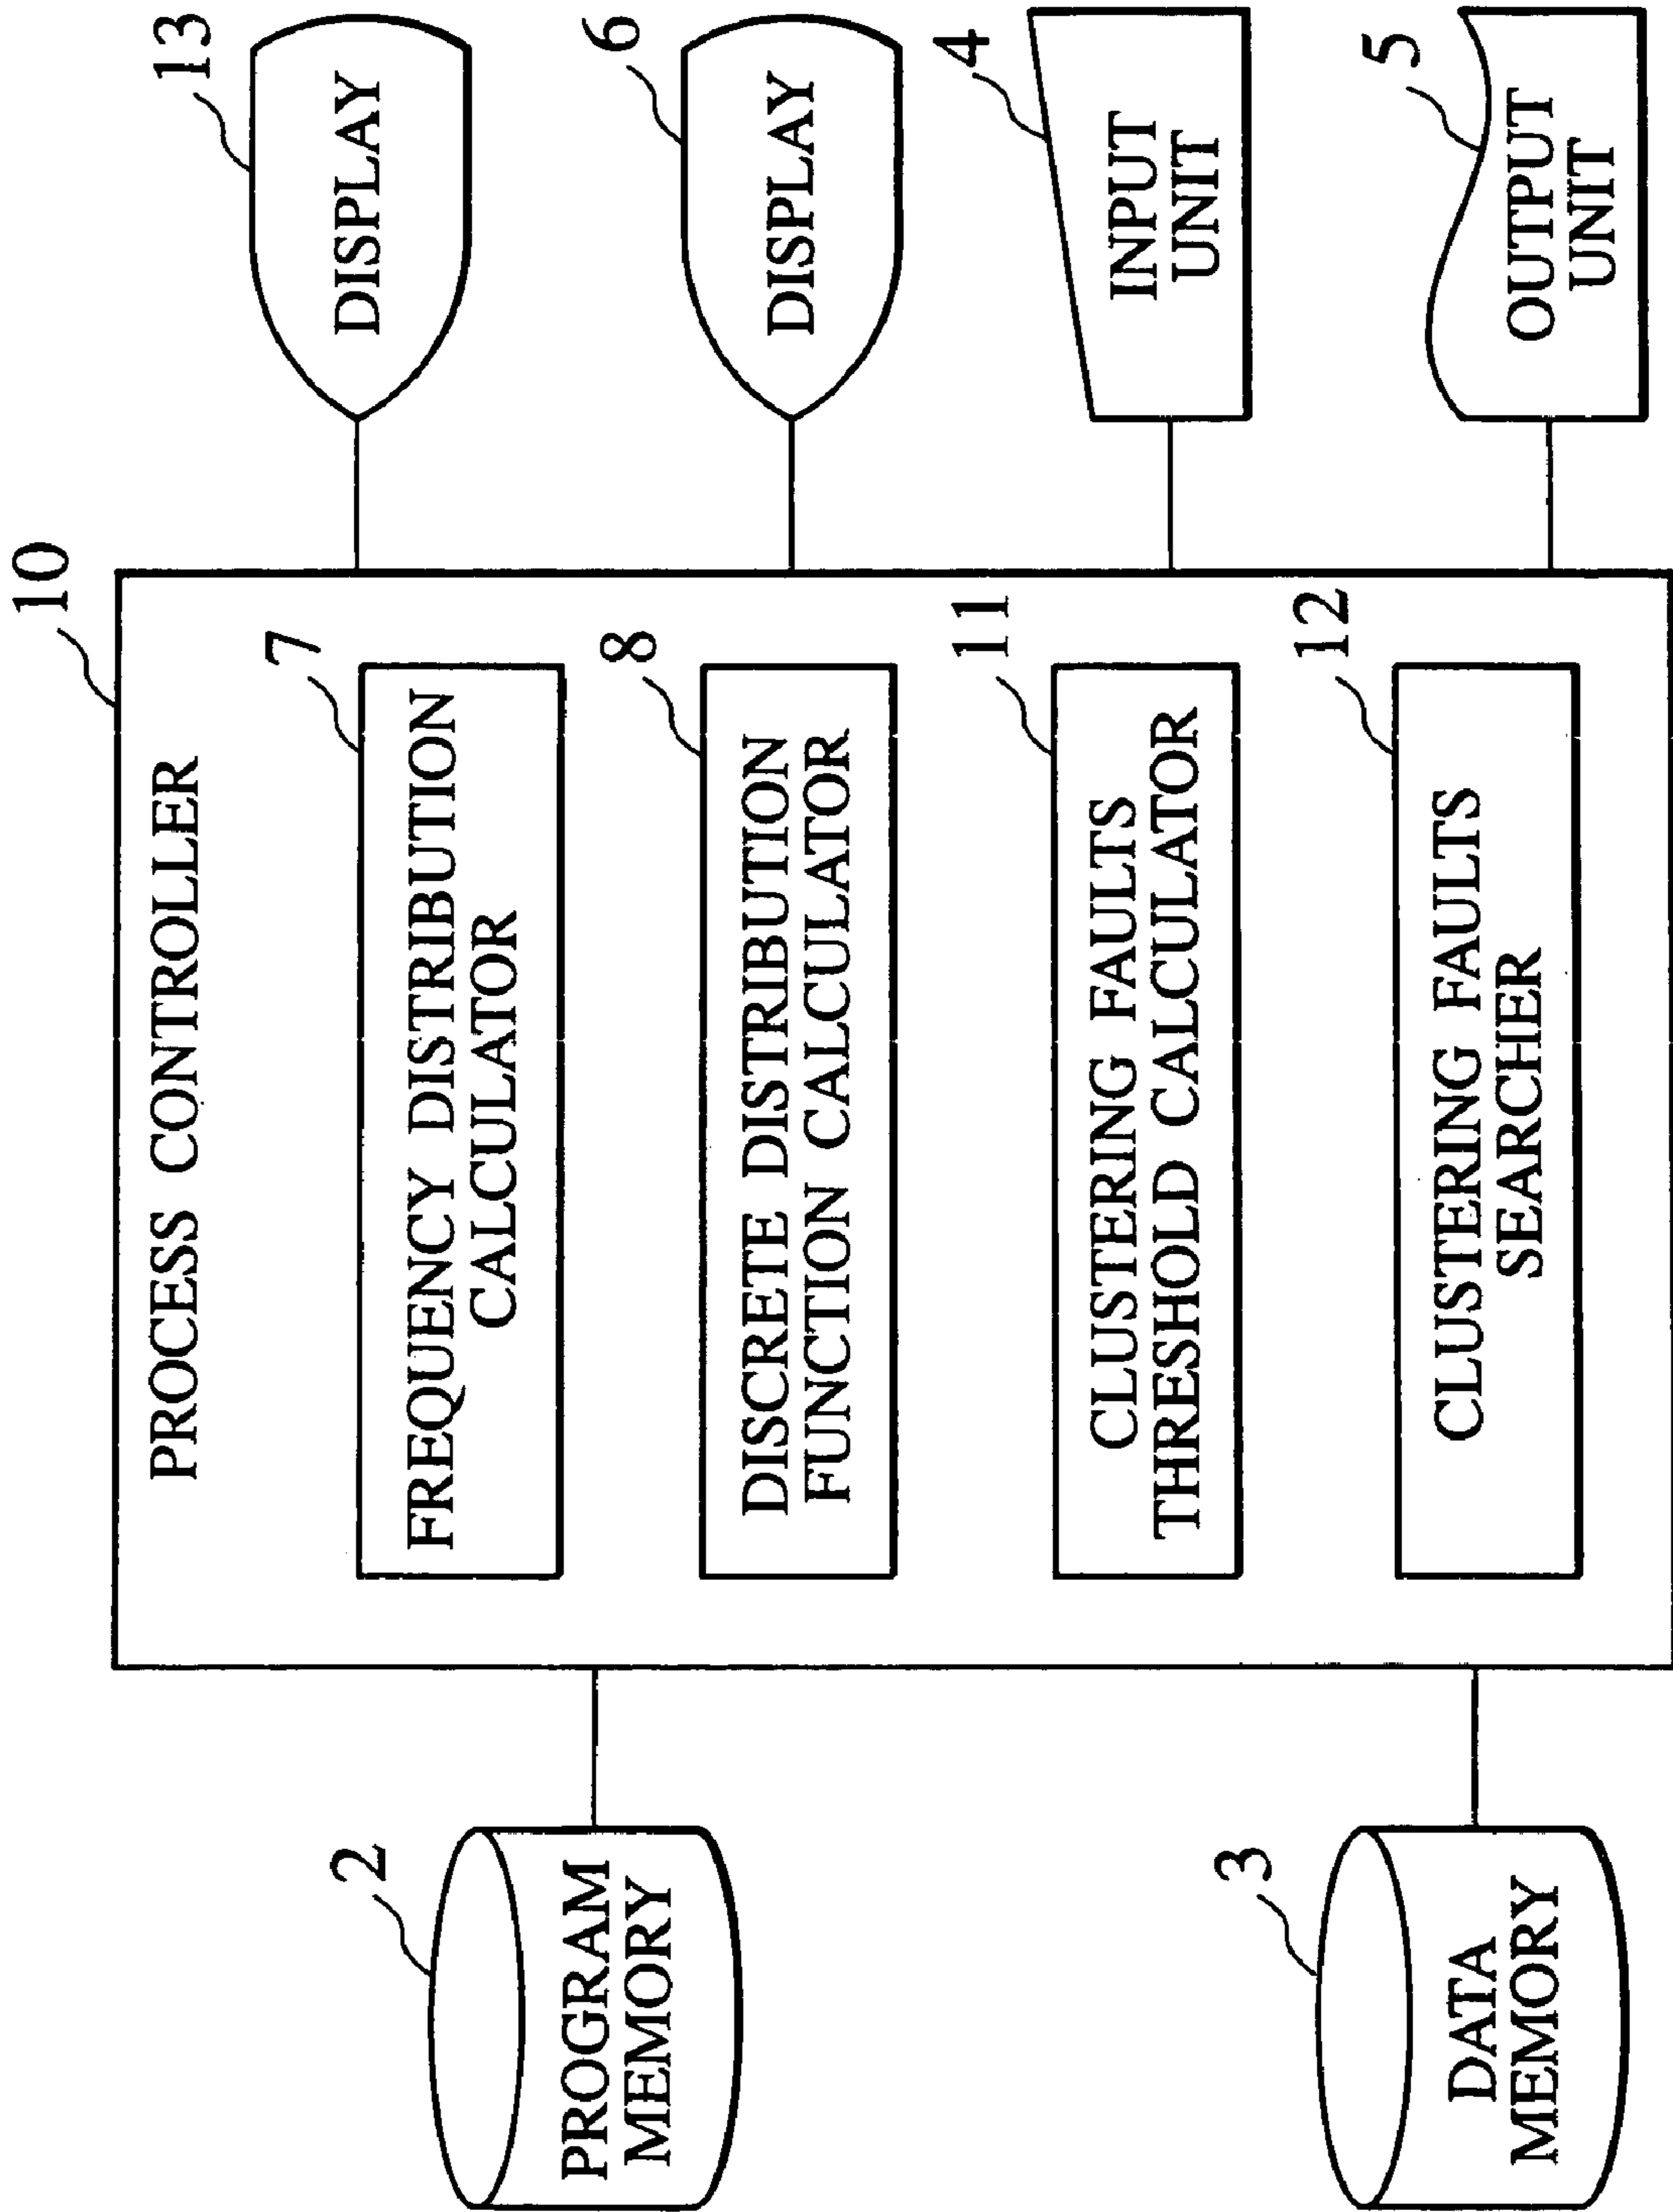 10
PROCESS CONTROLLER
2
PROGRAM
MEMORY
3
DATA
MEMORY
7
FREQUENCY DISTRIBUTION
CALCULATOR
8
DISCRETE DISTRIBUTION
FUNCTION CALCULATOR
11
CLUSTERING FAULTS
THRESHOLD CALCULATOR
12
CLUSTERING FAULTS
SEARCHER
13
DISPLAY
6
DISPLAY
4
INPUT
UNIT
5
OUTPUT
UNIT